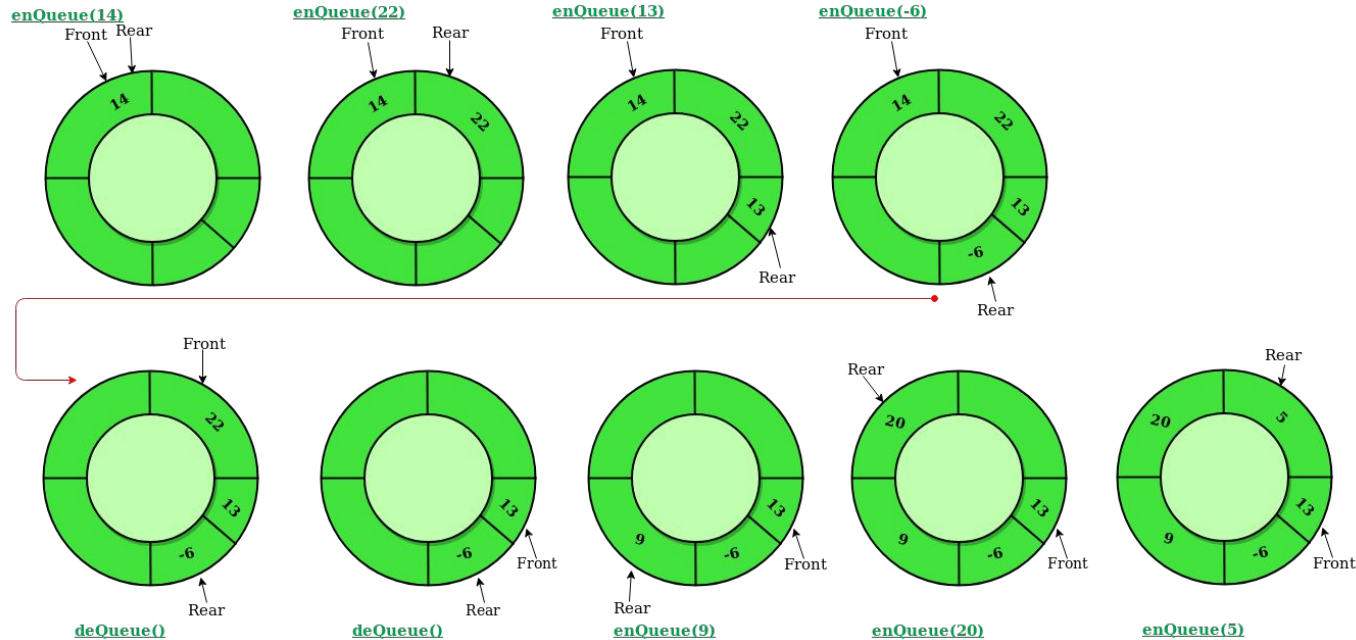 enQueue(14)
Front
Rear
14
enQueue(22)
Front
Rear
14
22
enQueue(13)
Front
14
22
13
Rear
enQueue(-6)
Front
14
22
13
-6
Rear
Front
22
13
-6
Rear
deQueue()
13
-6
Front
Rear
deQueue()
13
9
-6
Front
Rear
enQueue(9)
Rear
20
13
9
-6
Front
enQueue(20)
Rear
20
5
13
9
-6
Front
enQueue(5)